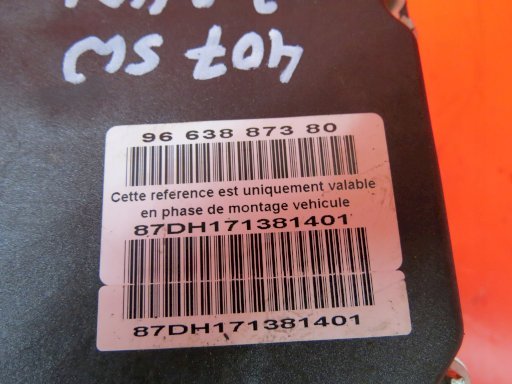 407 SW
96 638 873 80
Cette reference est uniquement valable
en phase de montage vehicule
87DH171381401
87DH171381401